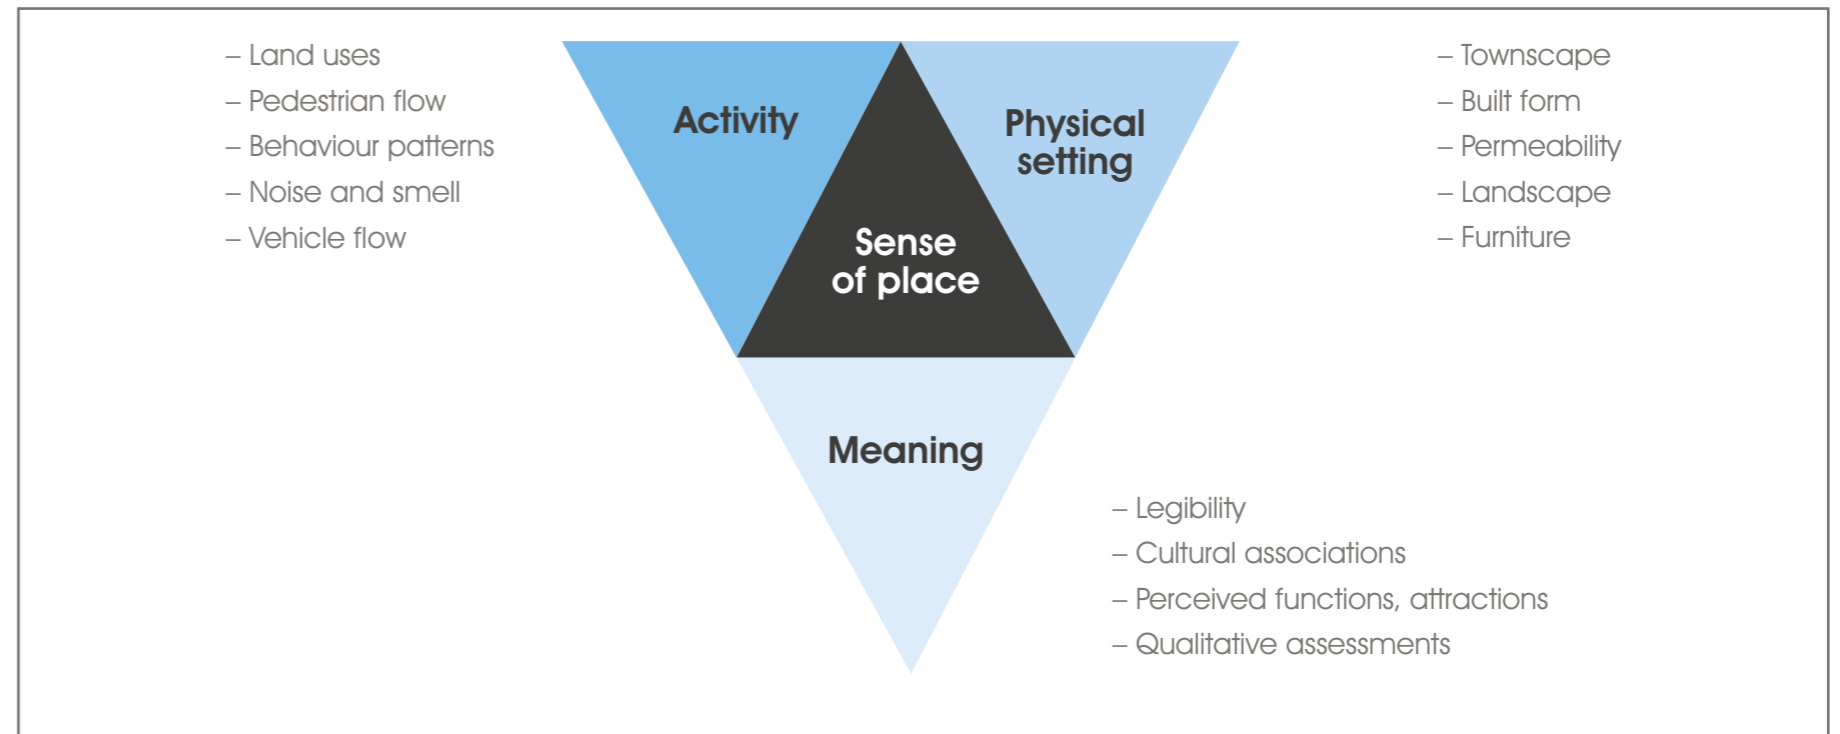 – Land uses
– Pedestrian flow
– Behaviour patterns
– Noise and smell
– Vehicle flow
Activity
Physical
setting
Sense
of place
Meaning
– Townscape
– Built form
– Permeability
– Landscape
– Furniture
– Legibility
– Cultural associations
– Perceived functions, attractions
– Qualitative assessments